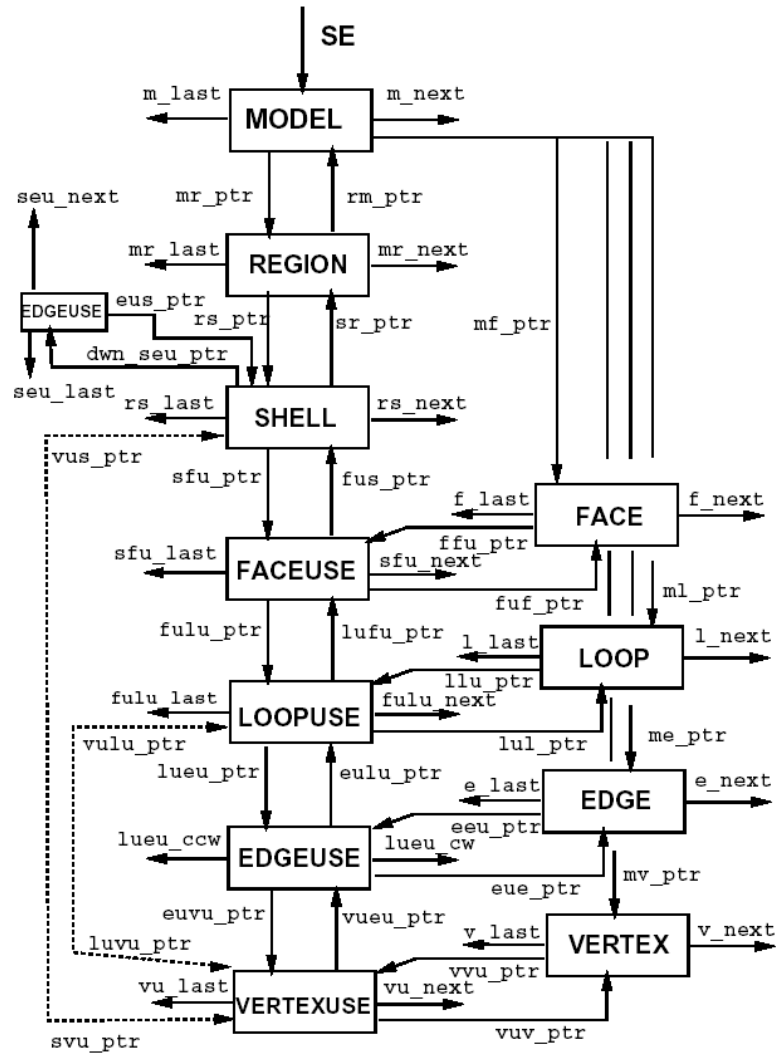 SE
m_last
m_next
MODEL
mr_ptr
rm_ptr
seu_next
mr_last
REGION
mr_next
eus_ptr
EDGEUSE
rs_ptr
sr_ptr
mf_ptr
dwn_seu_ptr
seu_last
rs_last
SHELL
rs_next
vus_ptr
sfu_ptr
fus_ptr
f_last
FACE
f_next
ffu_ptr
sfu_last
FACEUSE
sfu_next
fuf_ptr
ml_ptr
fulu_ptr
lufu_ptr
l_last
LOOP
l_next
llu_ptr
fulu_last
LOOPUSE
fulu_next
vulu_ptr
lul_ptr
me_ptr
lueu_ptr
eulu_ptr
e_last
EDGE
e_next
eeu_ptr
lueu_ccw
EDGEUSE
lueu_cw
eue_ptr
mv_ptr
euvu_ptr
vueu_ptr
v_last
VERTEX
v_next
luvu_ptr
vvu_ptr
vu_last
VERTEXUSE
vu_next
svu_ptr
vuv_ptr